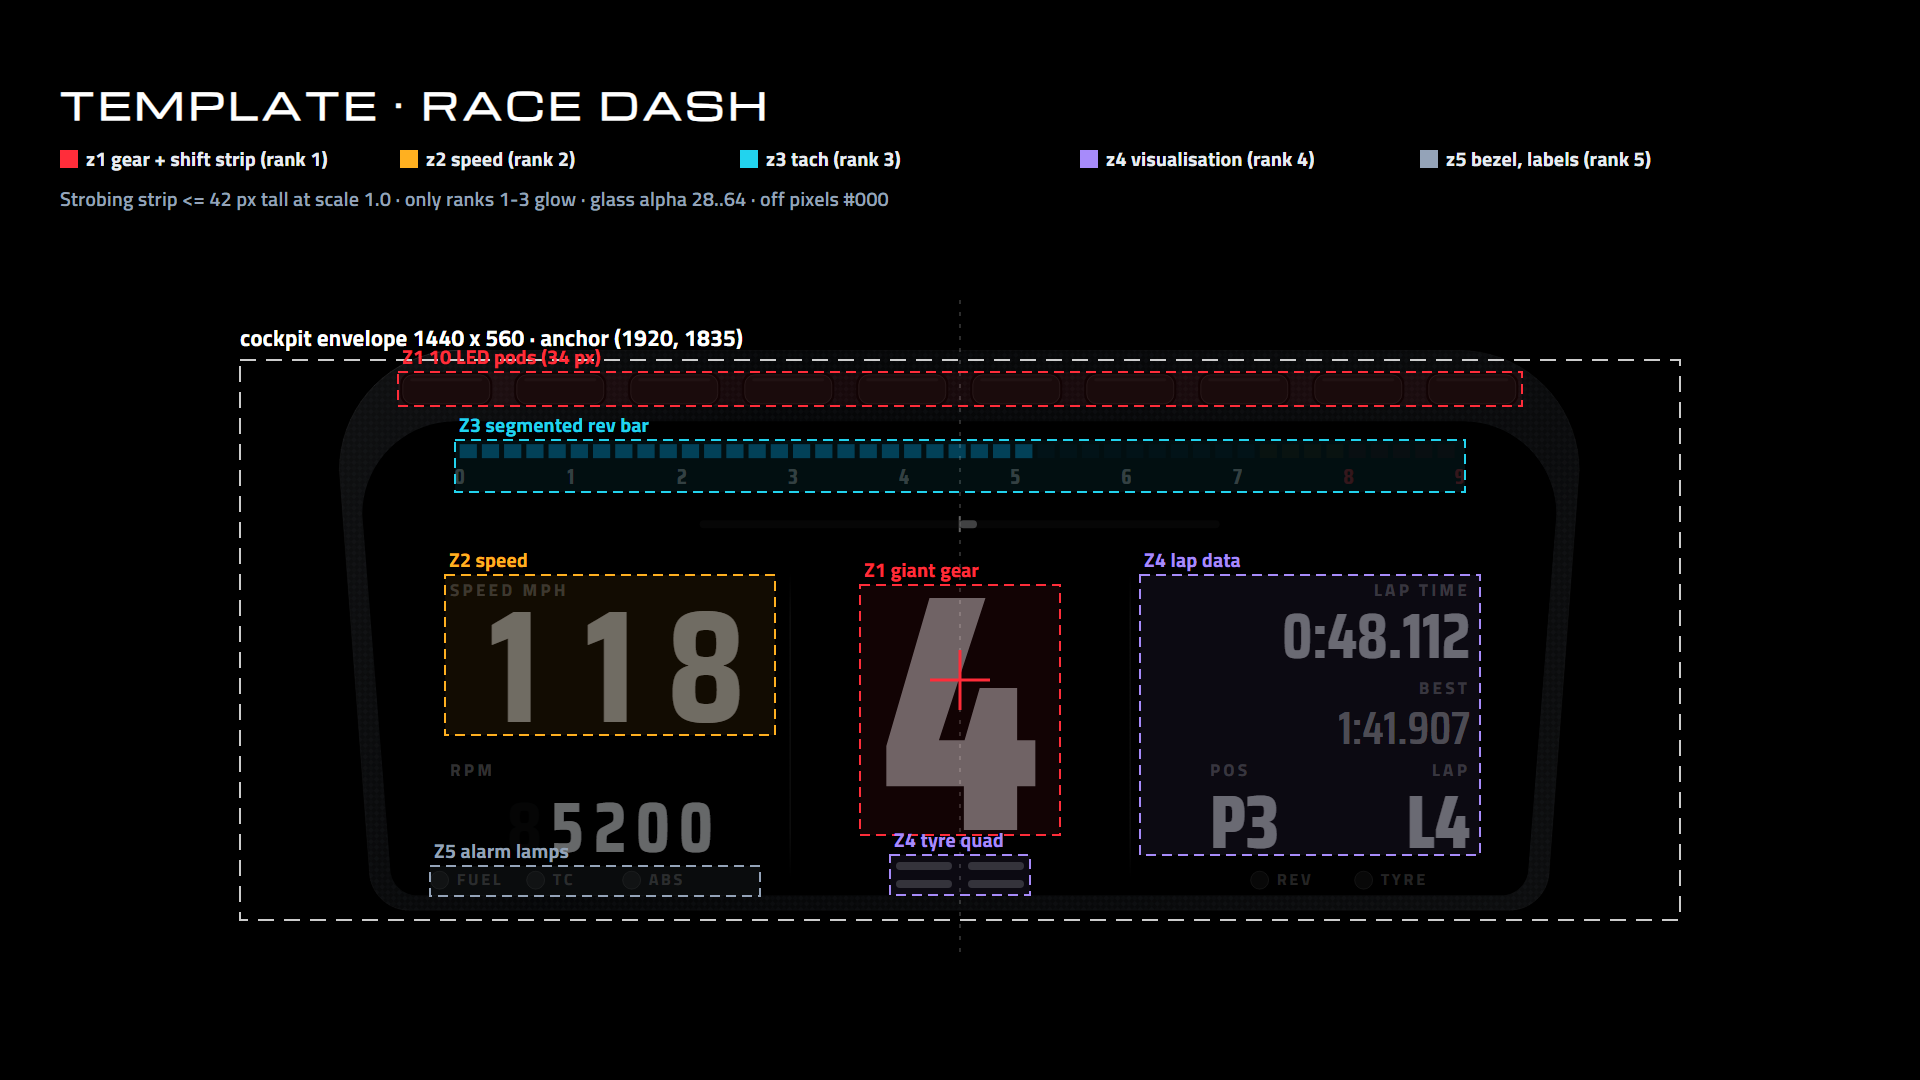 TEMPLATE · RACE DASH
z1 gear + shift strip (rank 1)
z2 speed (rank 2)
z3 tach (rank 3)
z4 visualisation (rank 4)
z5 bezel, labels (rank 5)
Strobing strip <= 42 px tall at scale 1.0 · only ranks 1-3 glow · glass alpha 28..64 · off pixels #000
cockpit envelope 1440 x 560 · anchor (1920, 1835)
Z1 10 LED pods (34 px)
Z3 segmented rev bar
0 1 2 3 4 5 6 7 8 9
Z2 speed
SPEED MPH
118
RPM
5200
Z5 alarm lamps
FUEL TC ABS
Z1 giant gear
4
Z4 tyre quad
Z4 lap data
LAP TIME
0:48.112
BEST
1:41.907
POS LAP
P3 L4
REV TYRE